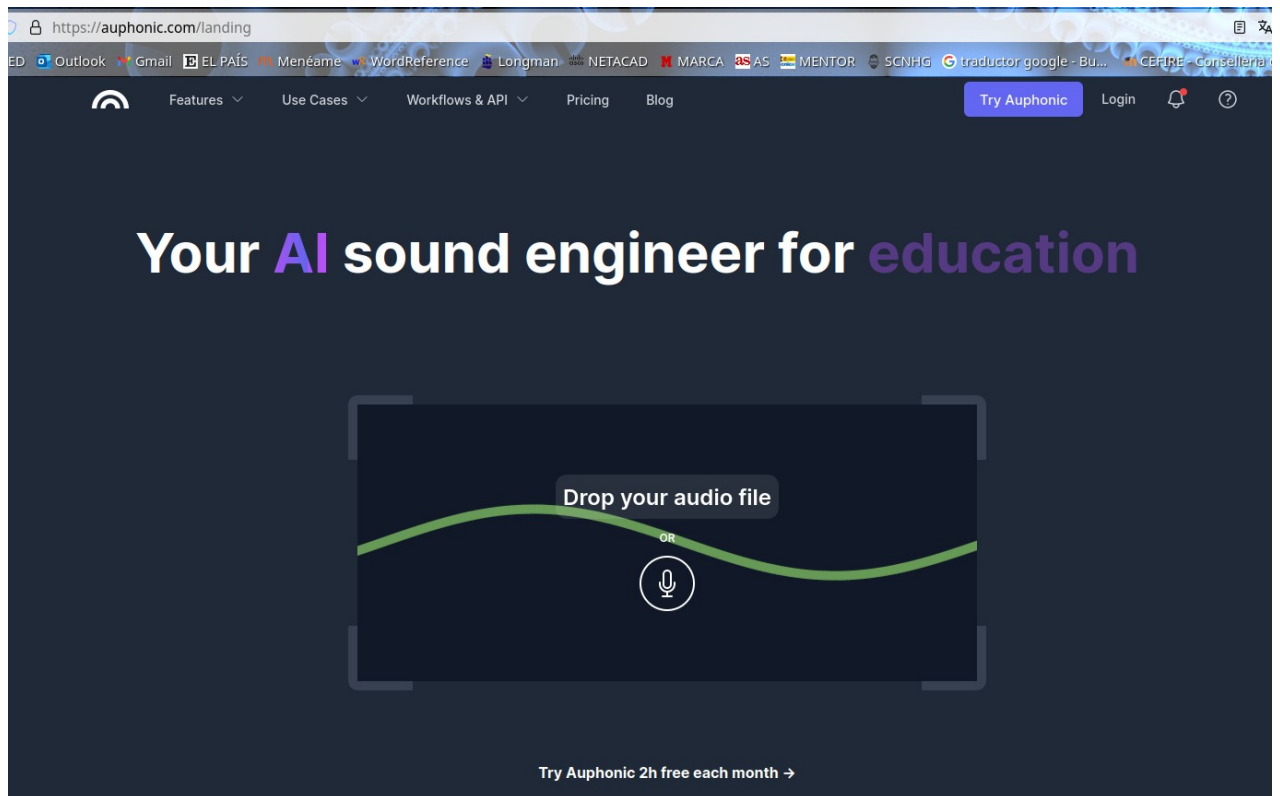 https://auphonic.com/landing
ED Outlook Gmail EL PAÍS Menéame WordReference Longman NETACAD MARCA AS MENTOR SCNHG traductor google - Bu... CEFIRE - Conselleria
Features Use Cases Workflows & API Pricing Blog Try Auphonic Login
Your AI sound engineer for education
Drop your audio file
OR
Try Auphonic 2h free each month →